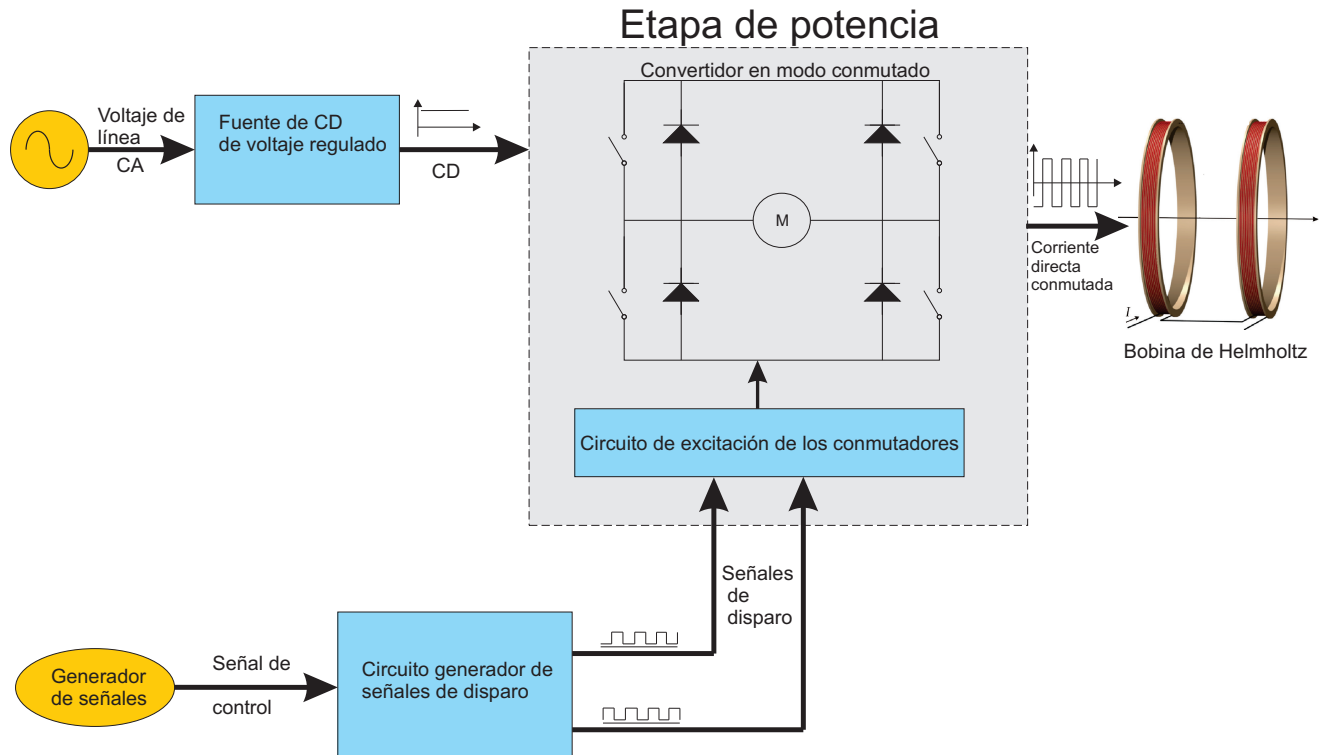 Etapa de potencia
Convertidor en modo conmutado
Voltaje de
línea
CA
Fuente de CD
de voltaje regulado
CD
M
Corriente
directa
conmutada
I
Bobina de Helmholtz
Circuito de excitación de los conmutadores
Señales
de
disparo
Generador
de señales
Señal de
control
Circuito generador de
señales de disparo